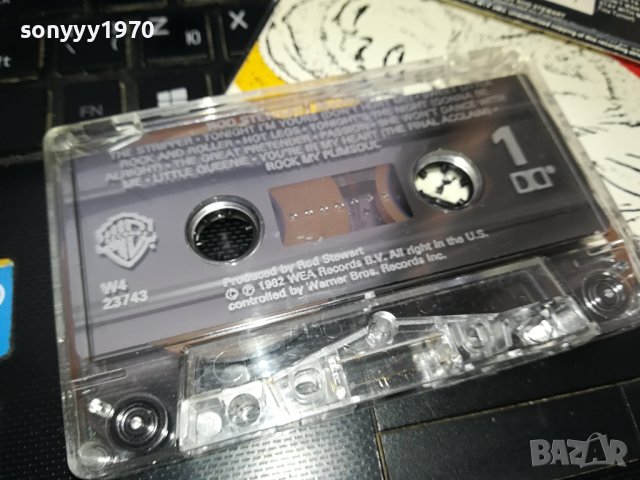 sonyyy1970
ROD STEWART
THE STRIPPER • TONIGHT I'M YOURS (DON'T HURT ME)
ROCK AND ROLLER • HOT LEGS • TONIGHT'S THE NIGHT (GONNA BE
ALRIGHT) • THE GREAT PRETENDER • PASSION • SHE WON'T DANCE WITH
ME • LITTLE QUEENIE • YOU'RE IN MY HEART (THE FINAL ACCLAIM)
ROCK MY PLIMSOUL
1
W4
23743
Produced by Rod Stewart
© ℗ 1982 WEA Records B.V. All right in the U.S.
controlled by Warner Bros. Records Inc.
FN
BAZAR